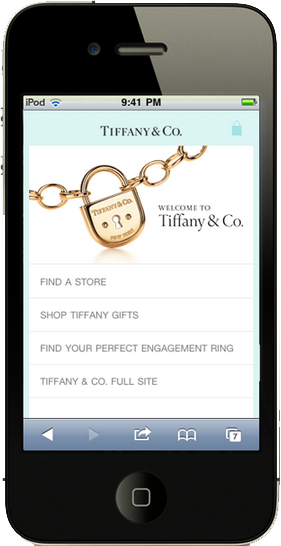 iPod 9:41 PM
TIFFANY & CO.
TIFFANY & CO.
NEW YORK
WELCOME TO
Tiffany & Co.
FIND A STORE
SHOP TIFFANY GIFTS
FIND YOUR PERFECT ENGAGEMENT RING
TIFFANY & CO. FULL SITE
7